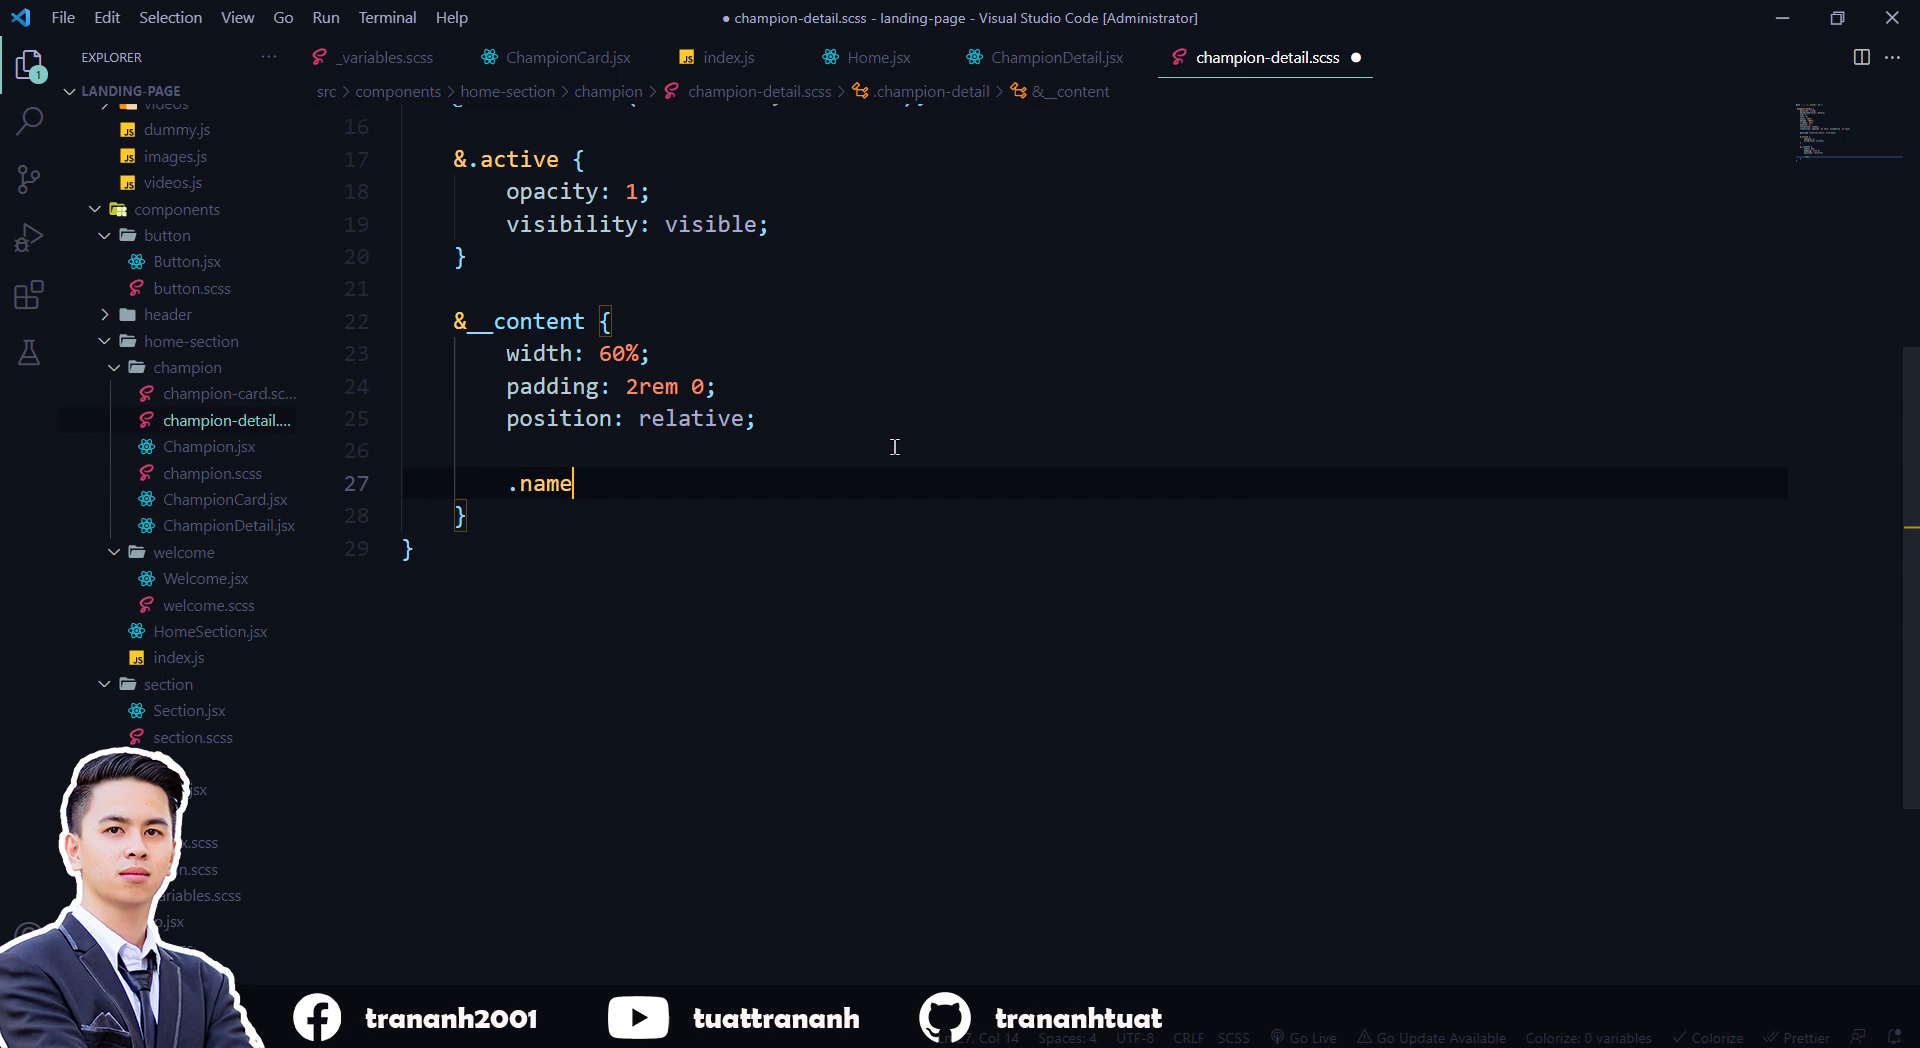 File Edit Selection View Go Run Terminal Help
● champion-detail.scss - landing-page - Visual Studio Code [Administrator]
EXPLORER ···
_variables.scss ChampionCard.jsx index.js Home.jsx ChampionDetail.jsx champion-detail.scss ●
1
LANDING-PAGE
src > components > home-section > champion > champion-detail.scss > .champion-detail > &__content
videos
dummy.js
images.js
videos.js
components
button
Button.jsx
button.scss
header
home-section
champion
champion-card.sc...
champion-detail....
Champion.jsx
champion.scss
ChampionCard.jsx
ChampionDetail.jsx
welcome
Welcome.jsx
welcome.scss
HomeSection.jsx
index.js
section
Section.jsx
section.scss
16
17 &.active {
18 opacity: 1;
19 visibility: visible;
20 }
21
22 &__content {
23 width: 60%;
24 padding: 2rem 0;
25 position: relative;
26
27 .name
28 }
29 }
trananh2001 tuattrananh trananhtuat
Col 14 Spaces: 4 UTF-8 CRLF SCSS Go Live Go Update Available Colorize: 0 variables Colorize Prettier